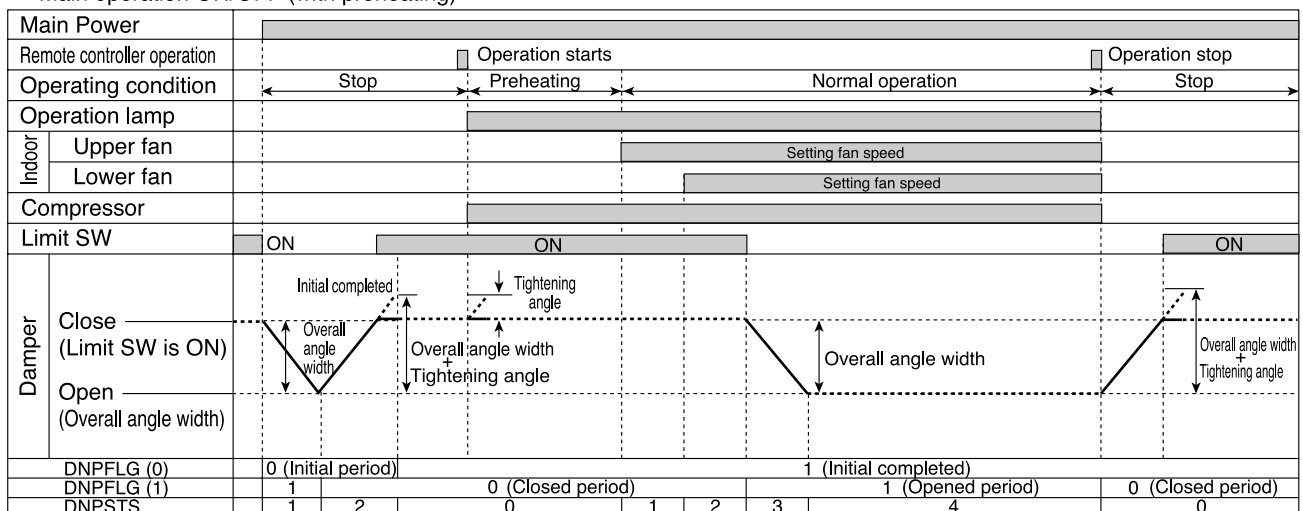 Main operation ON/OFF (with preheating)
Main Power
Remote controller operation
Operation starts
Operation stop
Operating condition
Stop
Preheating
Normal operation
Stop
Operation lamp
Indoor
Upper fan
Setting fan speed
Lower fan
Setting fan speed
Compressor
Limit SW
ON
ON
ON
Damper
Close
(Limit SW is ON)
Open
(Overall angle width)
Initial completed
Overall
angle
width
Overall angle width
+
Tightening angle
Tightening
angle
Overall angle width
Overall angle width
+
Tightening angle
DNPFLG (0)
0 (Initial period)
1 (Initial completed)
DNPFLG (1)
1
0 (Closed period)
1 (Opened period)
0 (Closed period)
DNPSTS
1
2
0
1
2
3
4
0